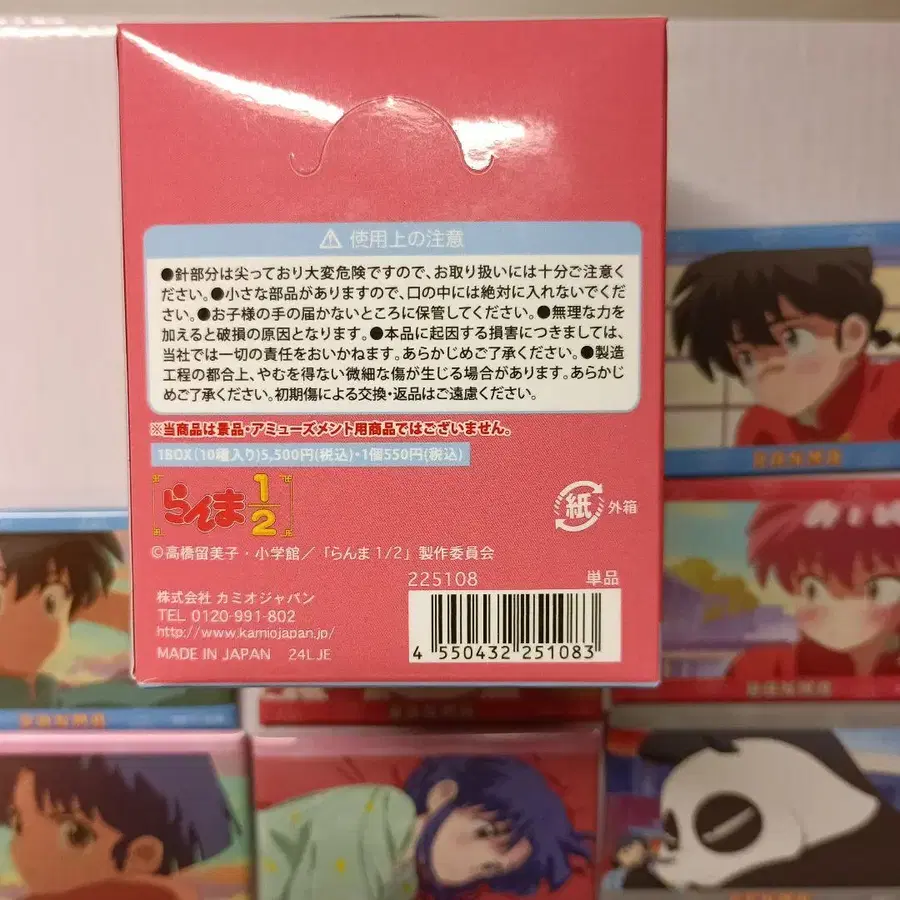 ⚠ 使用上の注意
●針部分は尖っており大変危険ですので、お取り扱いには十分ご注意く
ださい。●小さな部品がありますので、口の中には絶対に入れないでくだ
さい。●お子様の手の届かないところに保管してください。●無理な力を
加えると破損の原因となります。●本品に起因する損害につきましては、
当社では一切の責任をおいかねます。あらかじめご了承ください。●製造
工程の都合上、やむを得ない微細な傷が生じる場合があります。あらかじ
めご了承ください。初期傷による交換・返品はご遠慮ください。
※当商品は景品・アミューズメント用商品ではございません。
1BOX(10種入り)5,500円(税込)・1個550円(税込)
らんま1/2
紙 外箱
©高橋留美子・小学館/「らんま1/2」製作委員会
225108 単品
株式会社 カミオジャパン
TEL 0120-991-802
http://www.kamiojapan.jp/
MADE IN JAPAN 24LJE
4 550432 251083